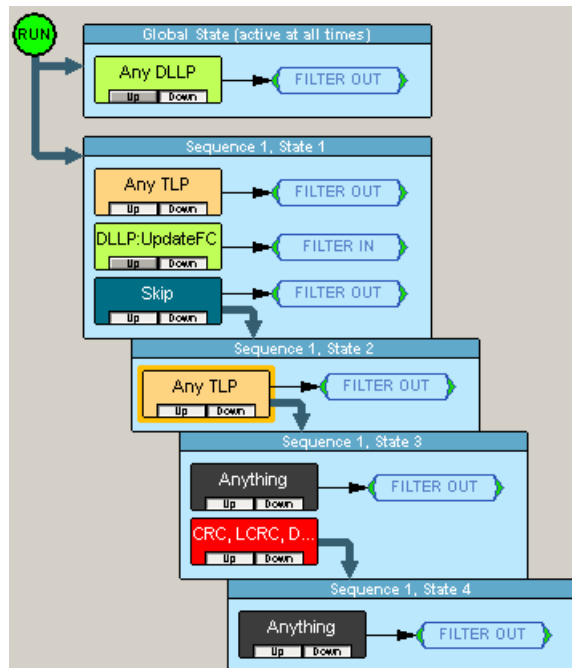 RUN
Global State (active at all times)
Any DLLP
FILTER OUT
Up Down
Sequence 1, State 1
Any TLP
FILTER OUT
Up Down
DLLP:UpdateFC
FILTER IN
Up Down
Skip
FILTER OUT
Up Down
Sequence 1, State 2
Any TLP
FILTER OUT
Up Down
Sequence 1, State 3
Anything
FILTER OUT
Up Down
CRC, LCRC, D...
Up Down
Sequence 1, State 4
Anything
FILTER OUT
Up Down